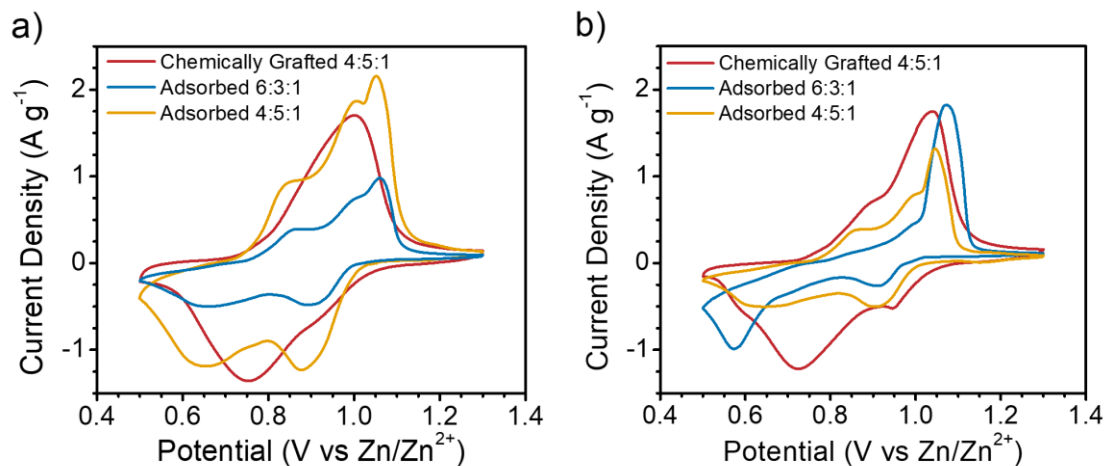 a)
Chemically Grafted 4:5:1
Adsorbed 6:3:1
Adsorbed 4:5:1
Current Density (A g⁻¹)
2
1
0
-1
0.4 0.6 0.8 1.0 1.2 1.4
Potential (V vs Zn/Zn²⁺)
b)
Chemically Grafted 4:5:1
Adsorbed 6:3:1
Adsorbed 4:5:1
Current Density (A g⁻¹)
2
1
0
-1
0.4 0.6 0.8 1.0 1.2 1.4
Potential (V vs Zn/Zn²⁺)